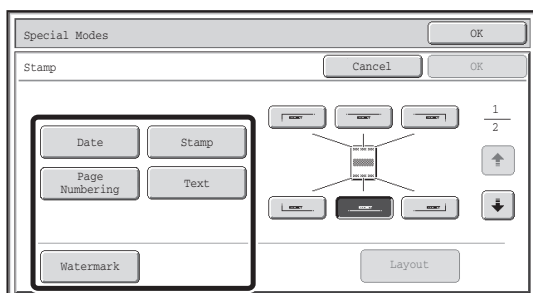 Special Modes
OK
Stamp
Cancel
OK
Date
Stamp
Page
Numbering
Text
Watermark
1
2
Layout